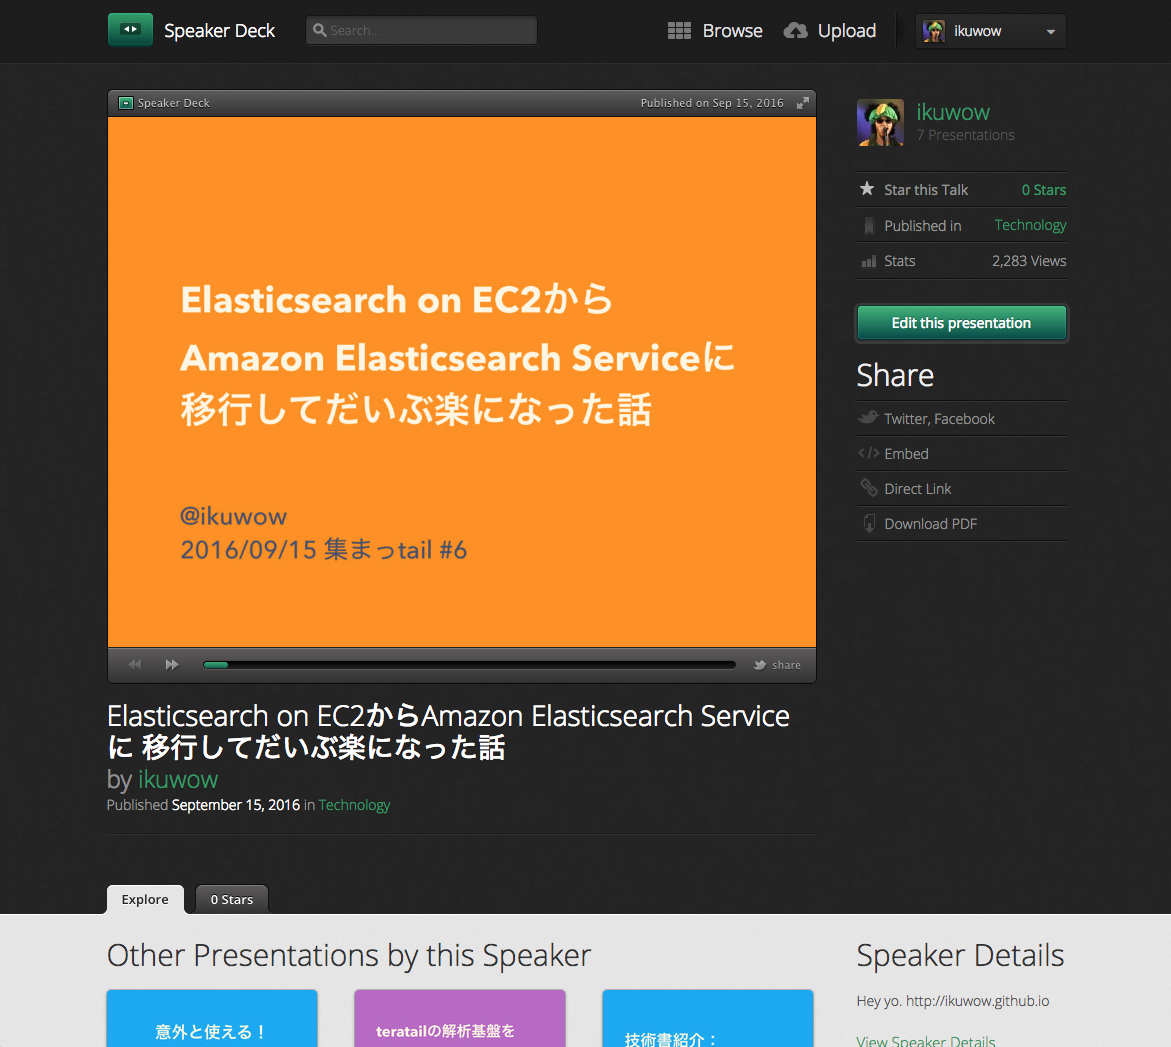 Speaker Deck
Search...
Browse
Upload
ikuwow
Speaker Deck
Published on Sep 15, 2016
Elasticsearch on EC2から
Amazon Elasticsearch Serviceに
移行してだいぶ楽になった話
@ikuwow
2016/09/15 集まっtail #6
share
ikuwow
7 Presentations
Star this Talk
0 Stars
Published in
Technology
Stats
2,283 Views
Edit this presentation
Share
Twitter, Facebook
Embed
Direct Link
Download PDF
Elasticsearch on EC2からAmazon Elasticsearch Service
に 移行してだいぶ楽になった話
by ikuwow
Published September 15, 2016 in Technology
Explore
0 Stars
Other Presentations by this Speaker
意外と使える！
teratailの解析基盤を
技術書紹介：
Speaker Details
Hey yo. http://ikuwow.github.io
View Speaker Details